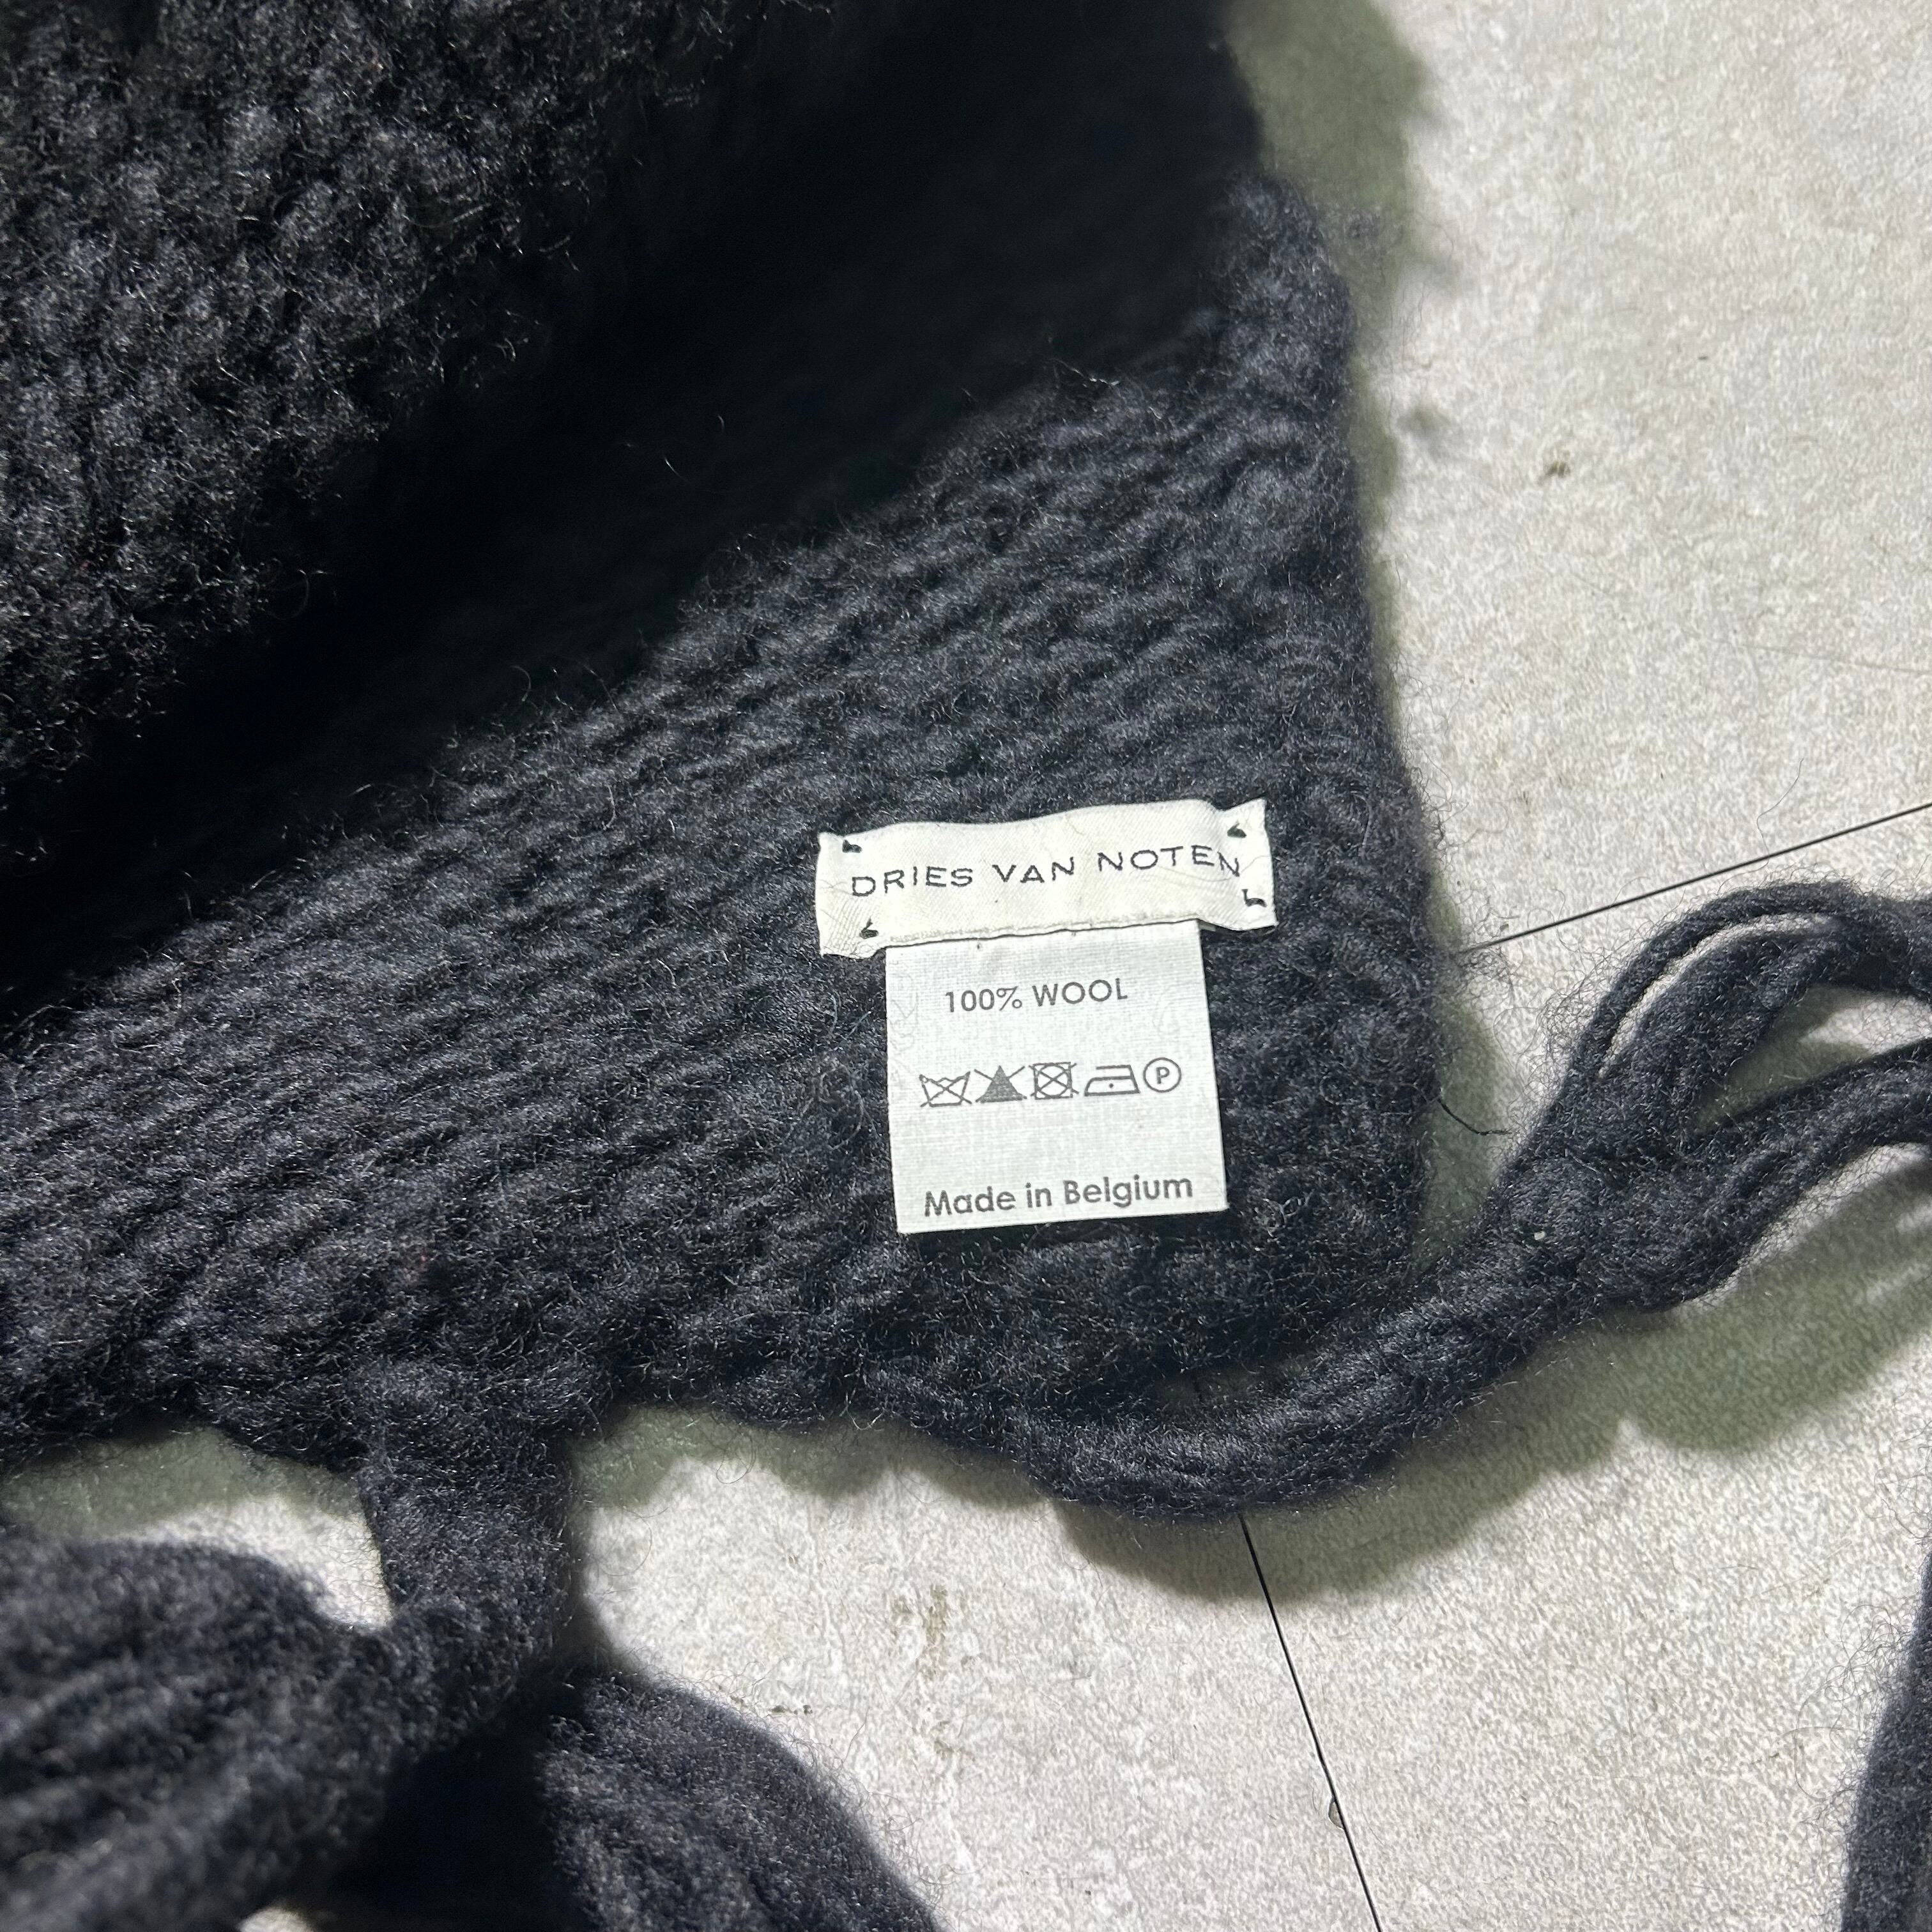 DRIES VAN NOTEN
100% WOOL
P
Made in Belgium